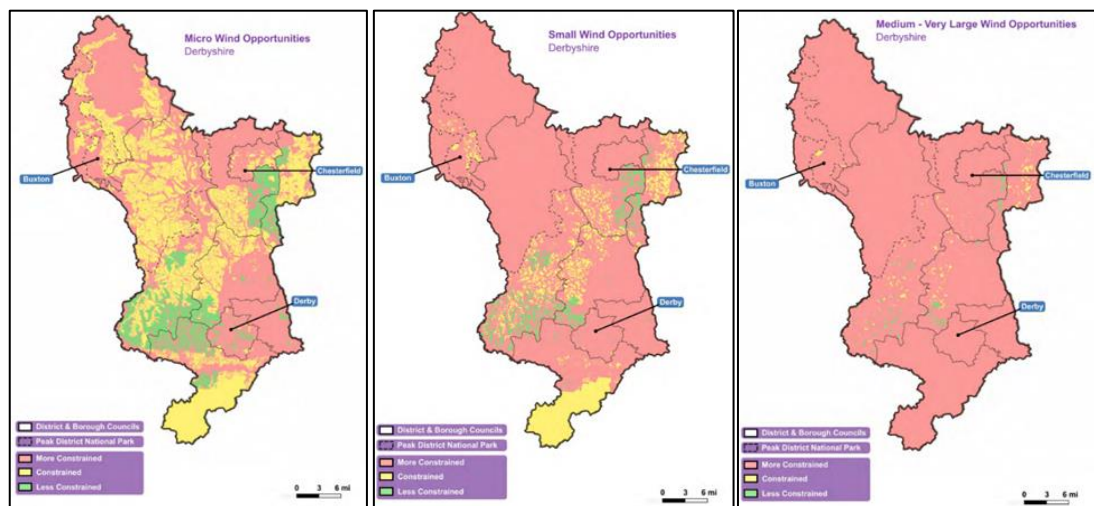 Micro Wind Opportunities
Derbyshire
Buxton
Chesterfield
Derby
District & Borough Councils
Peak District National Park
More Constrained
Constrained
Less Constrained
0 3 6 mi
Small Wind Opportunities
Derbyshire
Buxton
Chesterfield
Derby
District & Borough Councils
Peak District National Park
More Constrained
Constrained
Less Constrained
0 3 6 mi
Medium - Very Large Wind Opportunities
Derbyshire
Buxton
Chesterfield
Derby
District & Borough Councils
Peak District National Park
More Constrained
Constrained
Less Constrained
0 3 6 mi